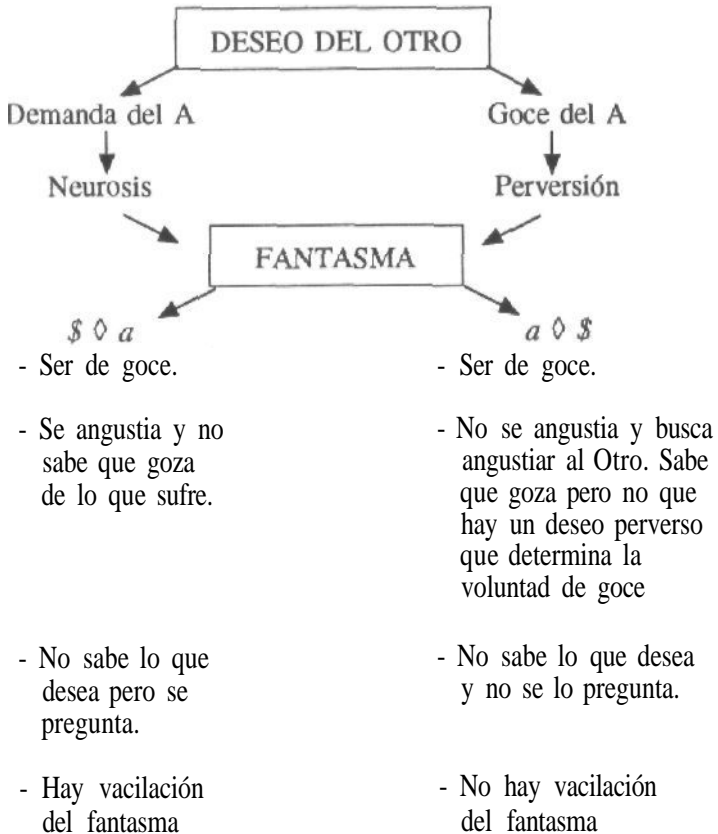 DESEO DEL OTRO
Demanda del A
Goce del A
Neurosis
Perversión
FANTASMA
$ ◊ a
- Ser de goce.
- Se angustia y no
sabe que goza
de lo que sufre.
- No sabe lo que
desea pero se
pregunta.
- Hay vacilación
del fantasma
a ◊ $
- Ser de goce.
- No se angustia y busca
angustiar al Otro. Sabe
que goza pero no que
hay un deseo perverso
que determina la
voluntad de goce
- No sabe lo que desea
y no se lo pregunta.
- No hay vacilación
del fantasma